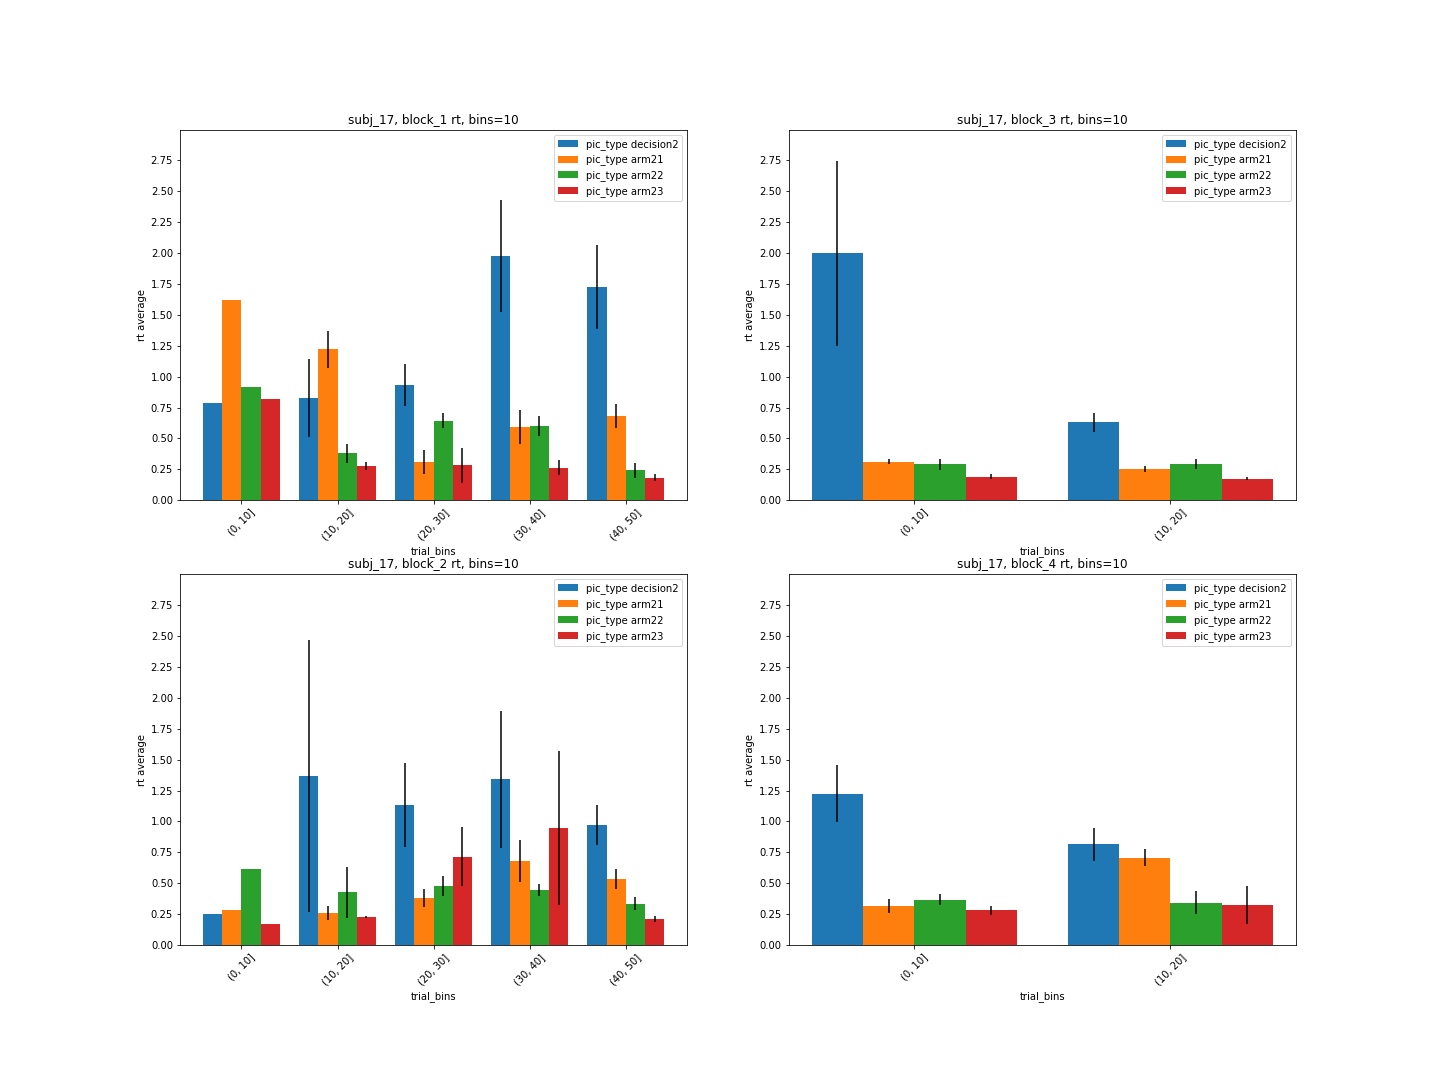 subj_17, block_1 rt, bins=10
pic_type decision2
pic_type arm21
pic_type arm22
pic_type arm23
2.75
2.50
2.25
2.00
1.75
1.50
1.25
1.00
0.75
0.50
0.25
0.00
rt average
(0, 10]
(10, 20]
(20, 30]
(30, 40]
(40, 50]
trial_bins
subj_17, block_3 rt, bins=10
pic_type decision2
pic_type arm21
pic_type arm22
pic_type arm23
2.75
2.50
2.25
2.00
1.75
1.50
1.25
1.00
0.75
0.50
0.25
0.00
rt average
(0, 10]
(10, 20]
trial_bins
subj_17, block_2 rt, bins=10
pic_type decision2
pic_type arm21
pic_type arm22
pic_type arm23
2.75
2.50
2.25
2.00
1.75
1.50
1.25
1.00
0.75
0.50
0.25
0.00
rt average
(0, 10]
(10, 20]
(20, 30]
(30, 40]
(40, 50]
trial_bins
subj_17, block_4 rt, bins=10
pic_type decision2
pic_type arm21
pic_type arm22
pic_type arm23
2.75
2.50
2.25
2.00
1.75
1.50
1.25
1.00
0.75
0.50
0.25
0.00
rt average
(0, 10]
(10, 20]
trial_bins